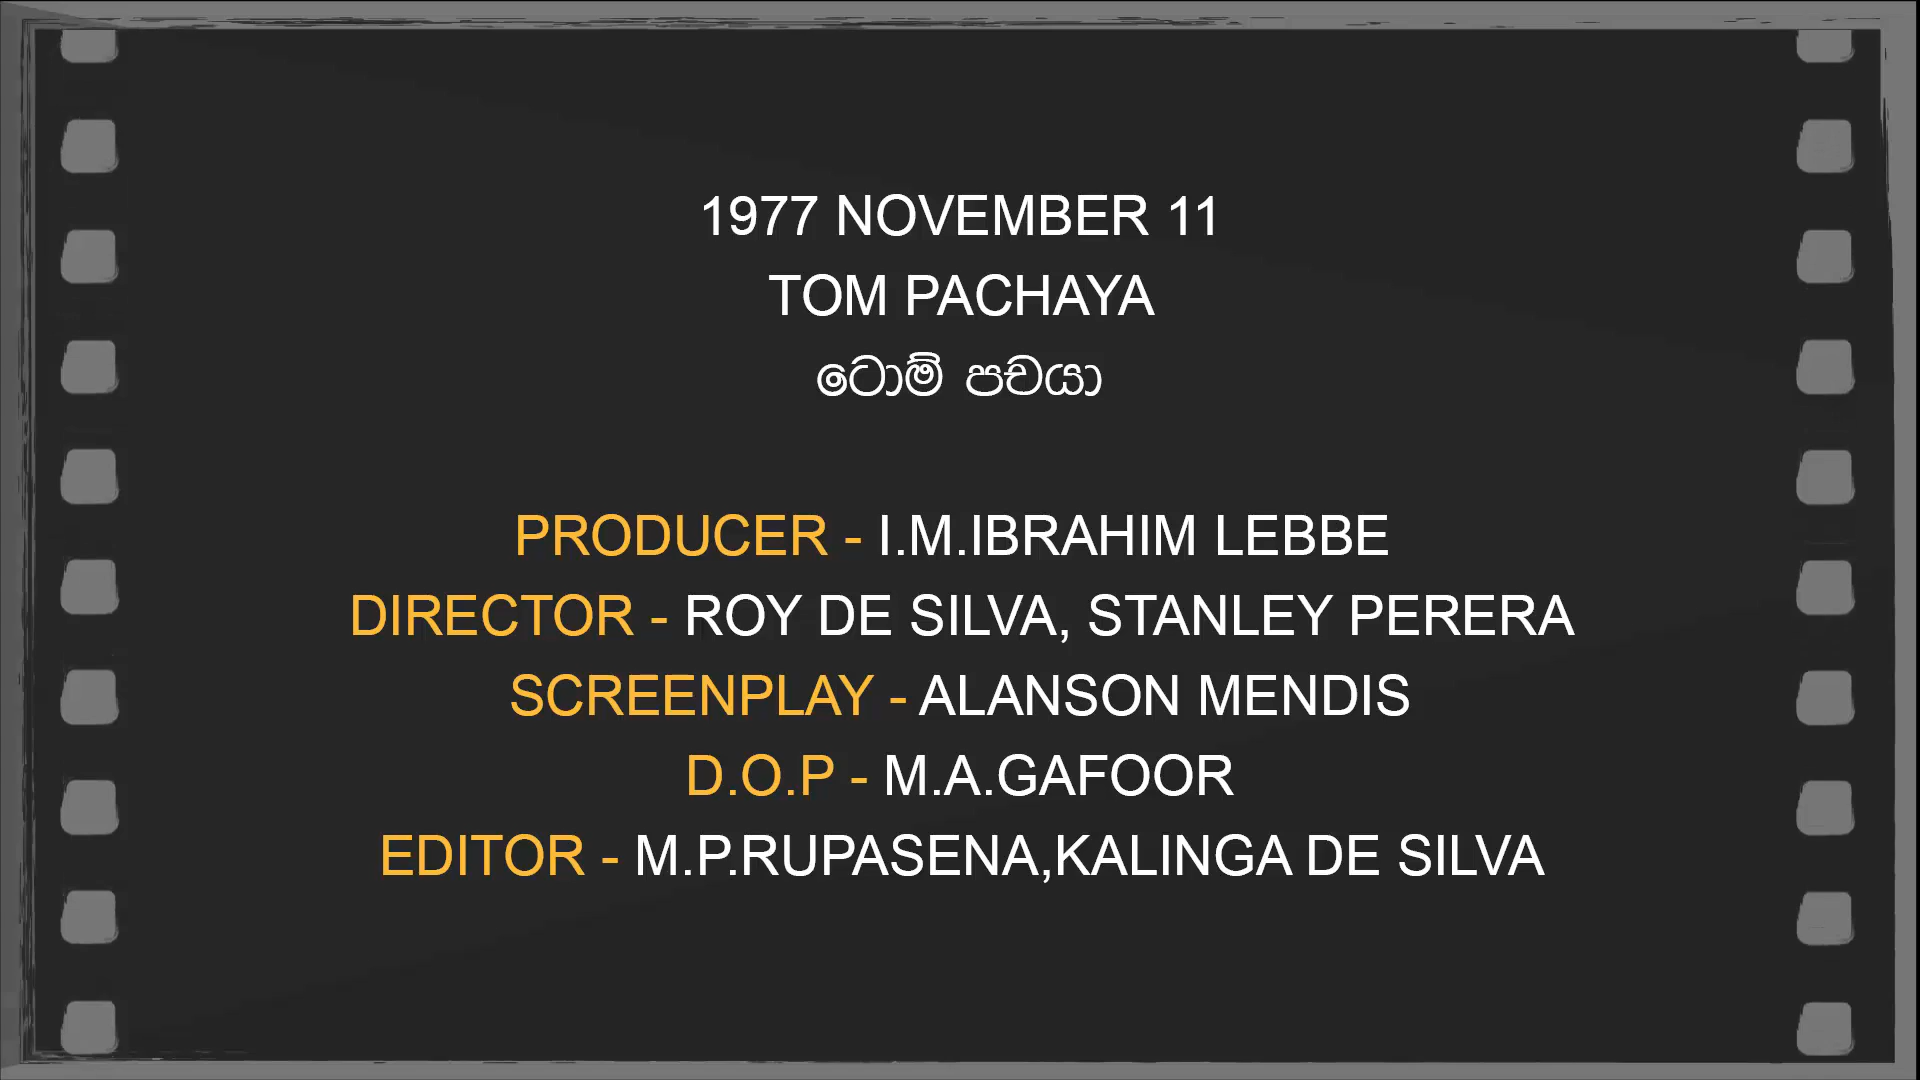 1977 NOVEMBER 11
TOM PACHAYA
ටොම් පචයා
PRODUCER - I.M.IBRAHIM LEBBE
DIRECTOR - ROY DE SILVA, STANLEY PERERA
SCREENPLAY - ALANSON MENDIS
D.O.P - M.A.GAFOOR
EDITOR - M.P.RUPASENA,KALINGA DE SILVA